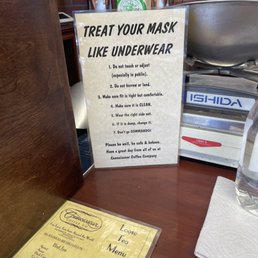 TREAT YOUR MASK
LIKE UNDERWEAR
1. Do not touch or adjust
(especially in public).
2. Do not borrow or lend.
3. Make sure fit is tight but comfortable.
4. Make sure it is CLEAN.
5. Wear the right side out.
6. If it is damp, change it.
7. Don't go COMMANDO!
Please be well, be safe & balance.
Have a great day from all of us at
Connoisseur Coffee Company
ISHIDA
Connoisseur
Loose
Tea
Menu